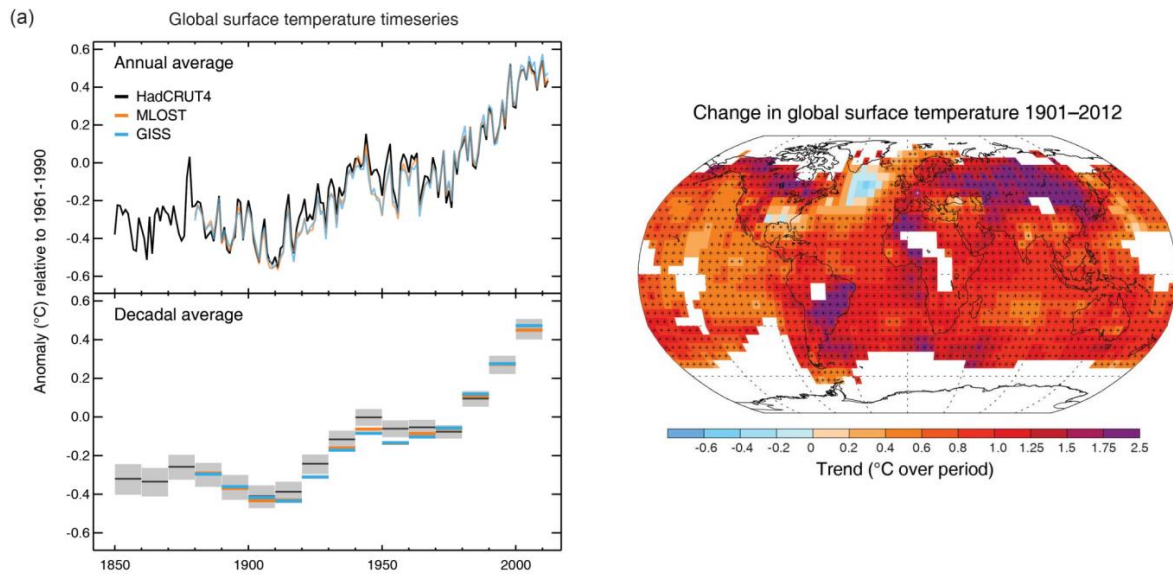 (a)
Global surface temperature timeseries
Anomaly (°C) relative to 1961-1990
0.6
0.4
0.2
0.0
-0.2
-0.4
-0.6
Annual average
HadCRUT4
MLOST
GISS
Decadal average
0.4
0.2
0.0
-0.2
-0.4
-0.6
1850
1900
1950
2000
Change in global surface temperature 1901–2012
-0.6 -0.4 -0.2 0 0.2 0.4 0.6 0.8 1.0 1.25 1.5 1.75 2.5
Trend (°C over period)